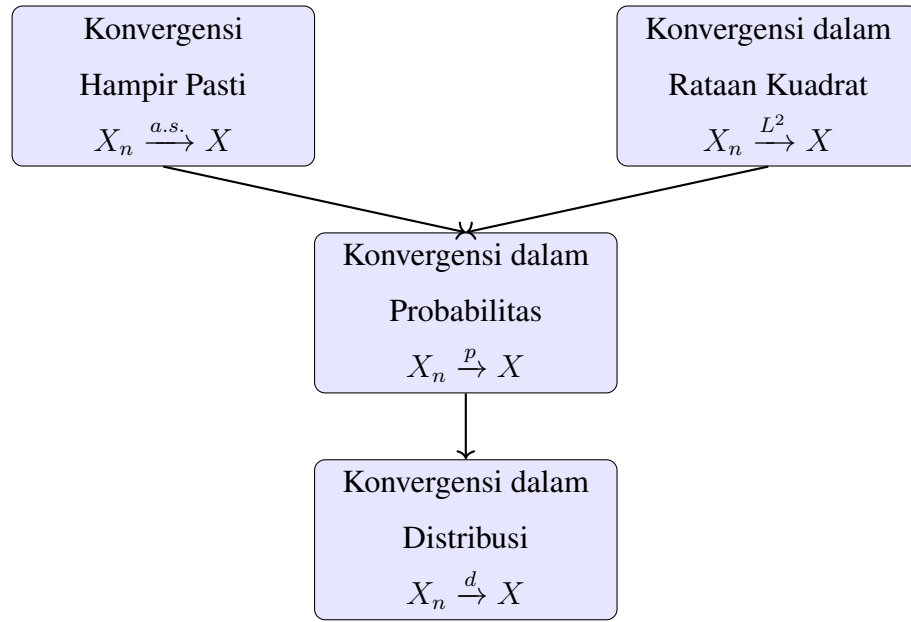 Konvergensi
Hampir Pasti
X_n \xrightarrow{a.s.} X
Konvergensi dalam
Rataan Kuadrat
X_n \xrightarrow{L^2} X
Konvergensi dalam
Probabilitas
X_n \xrightarrow{p} X
Konvergensi dalam
Distribusi
X_n \xrightarrow{d} X